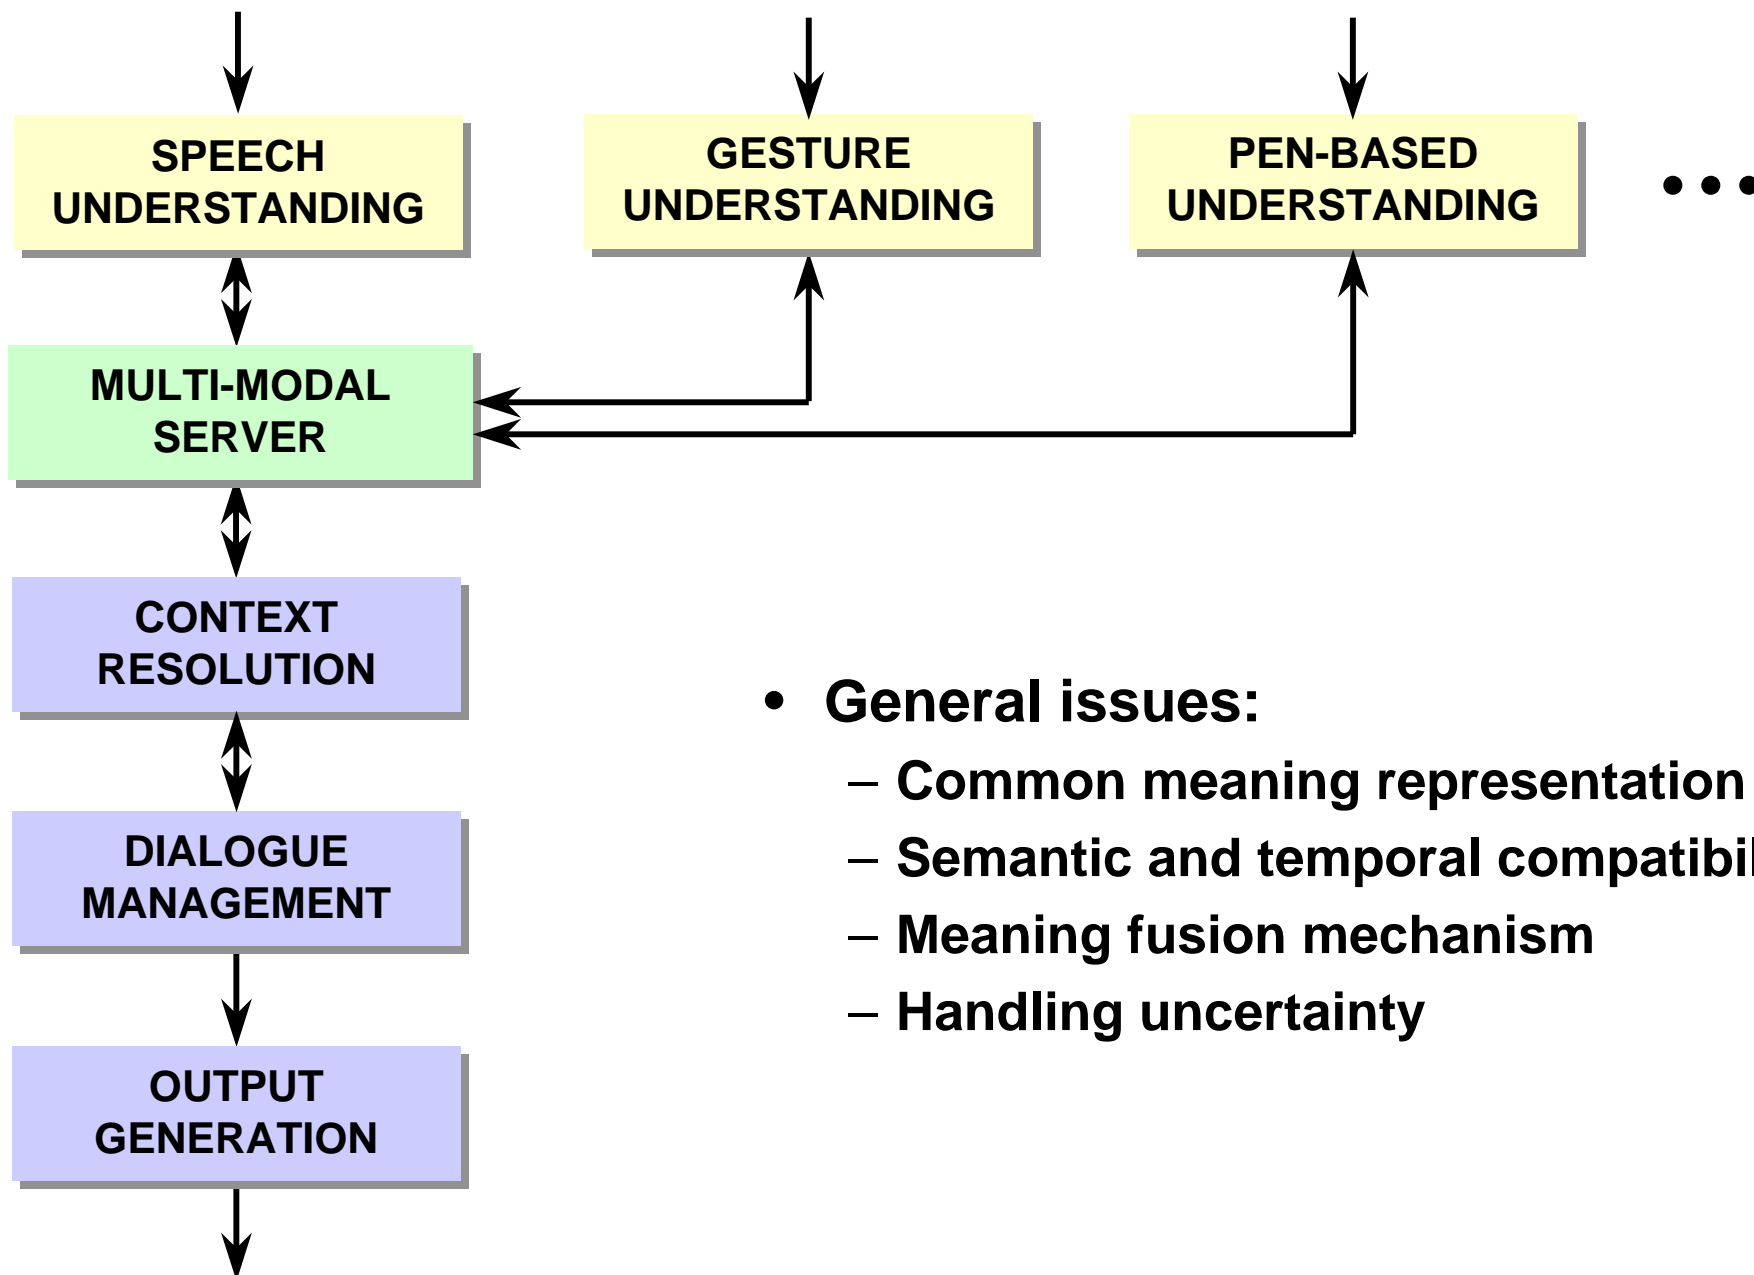 SPEECH
UNDERSTANDING
GESTURE
UNDERSTANDING
PEN-BASED
UNDERSTANDING
• • •
MULTI-MODAL
SERVER
CONTEXT
RESOLUTION
DIALOGUE
MANAGEMENT
OUTPUT
GENERATION
• General issues:
– Common meaning representation
– Semantic and temporal
– Meaning fusion mechanism
– Handling uncertainty